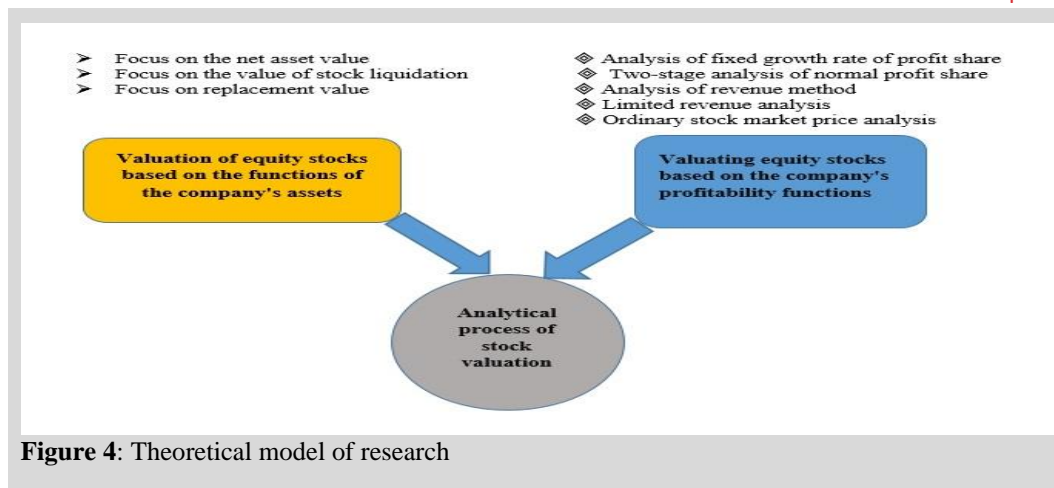 ➢ Focus on the net asset value
➢ Focus on the value of stock liquidation
➢ Focus on replacement value
◈ Analysis of fixed growth rate of profit share
◈ Two-stage analysis of normal profit share
◈ Analysis of revenue method
◈ Limited revenue analysis
◈ Ordinary stock market price analysis
Valuation of equity stocks
based on the functions of
the company's assets
Valuating equity stocks
based on the company's
profitability functions
Analytical
process of
stock
valuation
Figure 4: Theoretical model of research